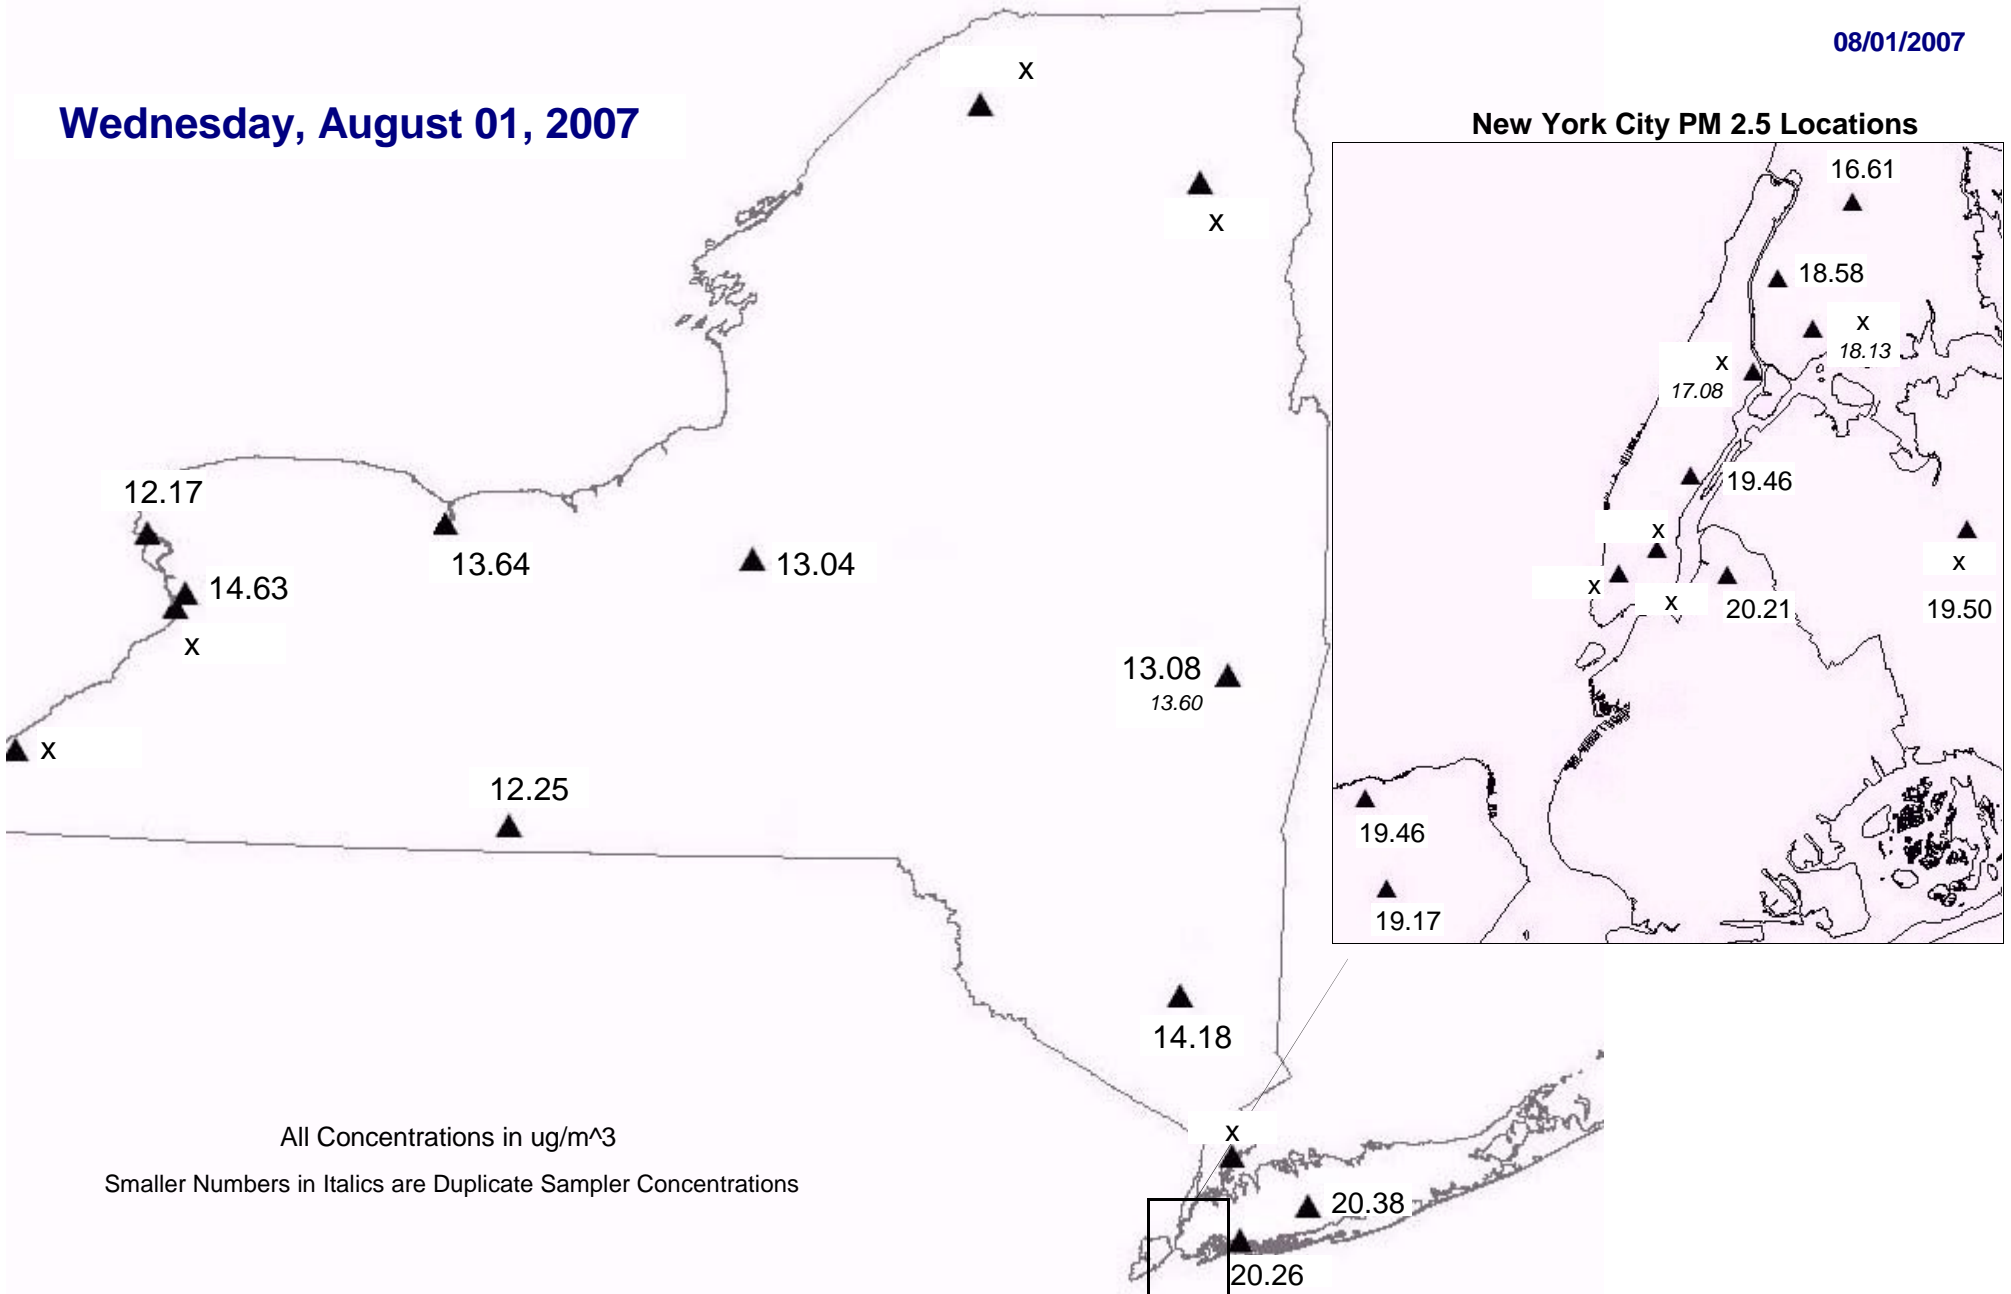 08/01/2007
Wednesday, August 01, 2007
New York City PM 2.5 Locations
x
x
16.61
18.58
x
18.13
x
17.08
19.46
x
x
x
20.21
x
19.50
19.46
19.17
12.17
13.64
13.04
14.63
x
13.08
13.60
x
12.25
14.18
x
20.38
20.26
All Concentrations in ug/m^3
Smaller Numbers in Italics are Duplicate Sampler Concentrations